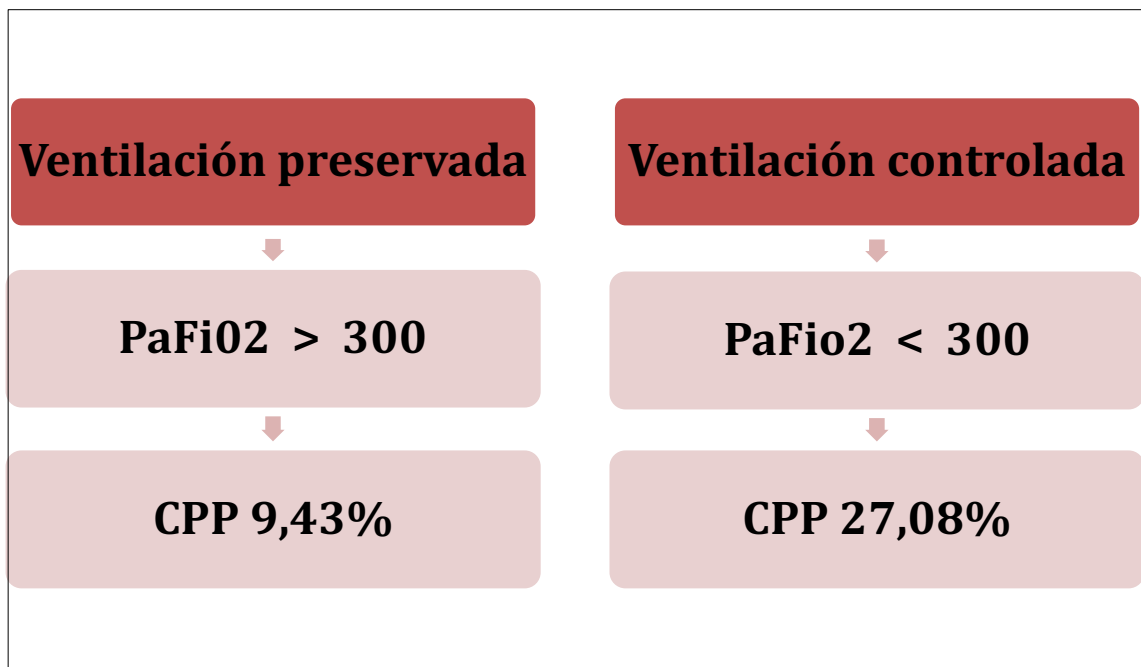 Ventilación preservada
PaFi02 > 300
CPP 9,43%
Ventilación controlada
PaFio2 < 300
CPP 27,08%